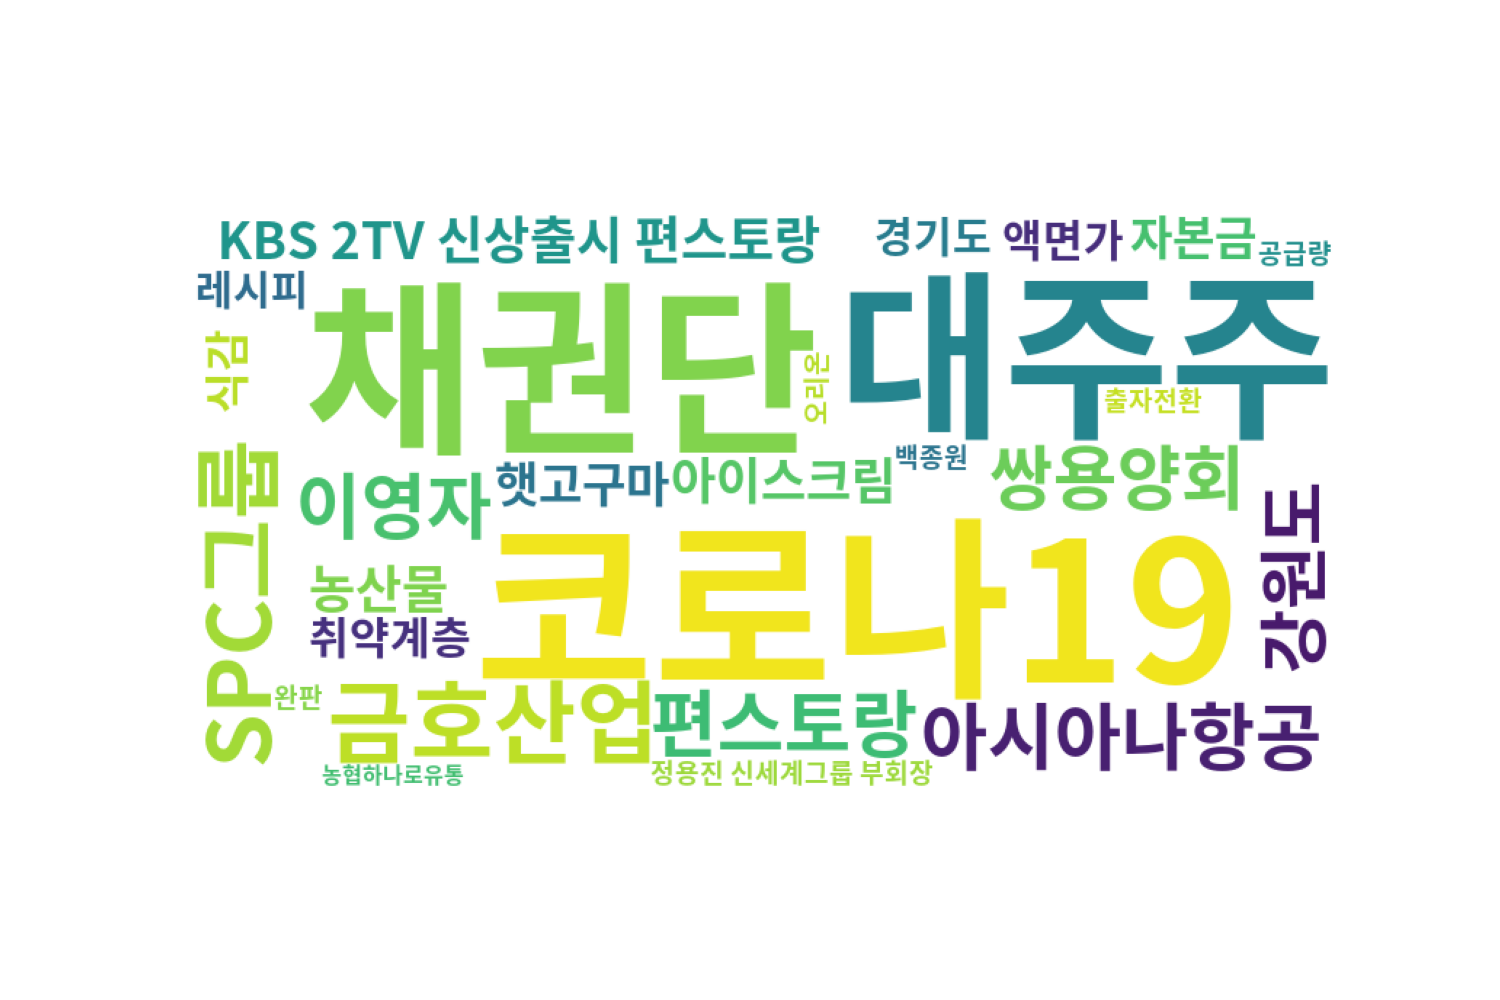 KBS 2TV 신상출시 편스토랑
경기도
액면가
자본금
공급량
레시피
채권단
대주주
식감
오리온
출자전환
SPC그룹
이영자
햇고구마
아이스크림
백종원
쌍용양회
강원도
코로나19
농산물
취약계층
완판
금호산업
편스토랑
아시아나항공
농협하나로유통
정용진 신세계그룹 부회장